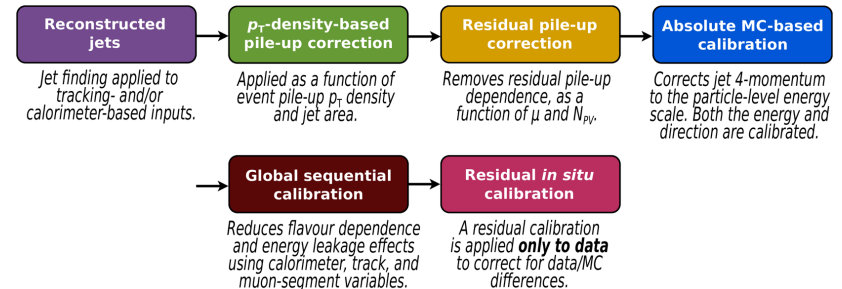 Reconstructed
jets
Jet finding applied to
tracking- and/or
calorimeter-based inputs.
pT-density-based
pile-up correction
Applied as a function of
event pile-up pT density
and jet area.
Residual pile-up
correction
Removes residual pile-up
dependence, as a
function of µ and NPV.
Absolute MC-based
calibration
Corrects jet 4-momentum
to the particle-level energy
scale. Both the energy and
direction are calibrated.
Global sequential
calibration
Reduces flavour dependence
and energy leakage effects
using calorimeter, track, and
muon-segment variables.
Residual in situ
calibration
A residual calibration
is applied only to data
to correct for data/MC
differences.